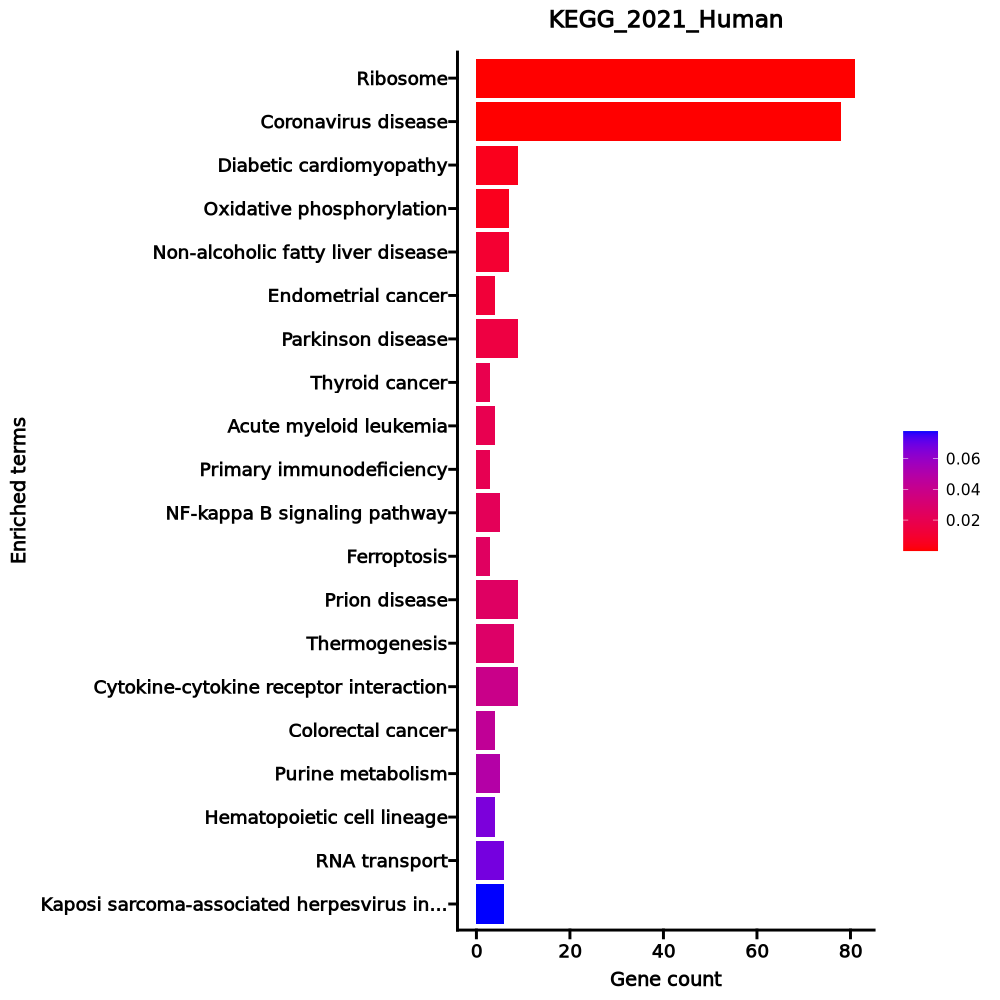 KEGG_2021_Human
Ribosome
Coronavirus disease
Diabetic cardiomyopathy
Oxidative phosphorylation
Non-alcoholic fatty liver disease
Endometrial cancer
Parkinson disease
Thyroid cancer
Acute myeloid leukemia
Primary immunodeficiency
NF-kappa B signaling pathway
Ferroptosis
Prion disease
Thermogenesis
Cytokine-cytokine receptor interaction
Colorectal cancer
Purine metabolism
Hematopoietic cell lineage
RNA transport
Kaposi sarcoma-associated herpesvirus in...
Enriched terms
0 20 40 60 80
Gene count
0.06
0.04
0.02